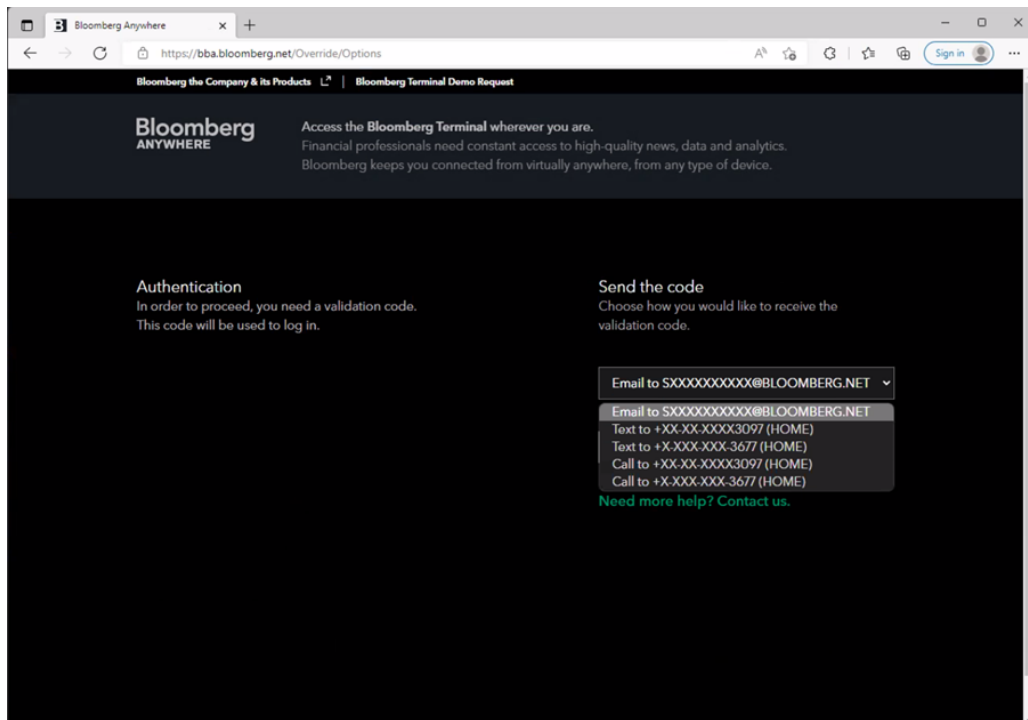 Bloomberg Anywhere
https://bba.bloomberg.net/Override/Options
Sign in
Bloomberg the Company & its Products | Bloomberg Terminal Demo Request
Bloomberg
ANYWHERE
Access the Bloomberg Terminal wherever you are.
Financial professionals need constant access to high-quality news, data and analytics.
Bloomberg keeps you connected from virtually anywhere, from any type of device.
Authentication
In order to proceed, you need a validation code.
This code will be used to log in.
Send the code
Choose how you would like to receive the
validation code.
Email to SXXXXXXXXXX@BLOOMBERG.NET
Email to SXXXXXXXXXX@BLOOMBERG.NET
Text to +XX-XX-XXXX3097 (HOME)
Text to +X-XXX-XXX-3677 (HOME)
Call to +XX-XX-XXXX3097 (HOME)
Call to +X-XXX-XXX-3677 (HOME)
Need more help? Contact us.